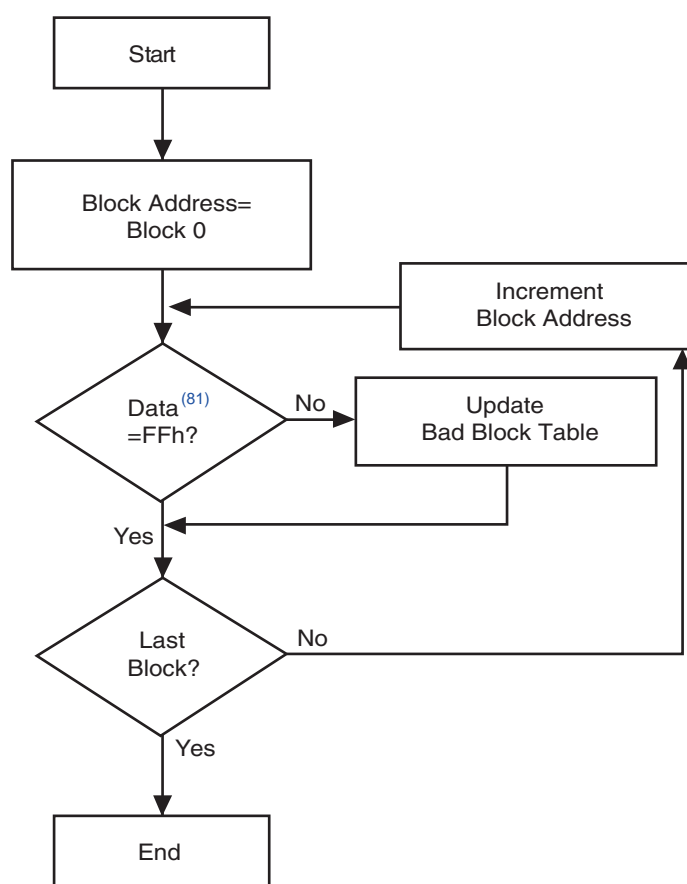 Start
Block Address=
Block 0
Increment
Block Address
Data(81)
=FFh?
No
Update
Bad Block Table
Yes
Last
Block?
No
Yes
End